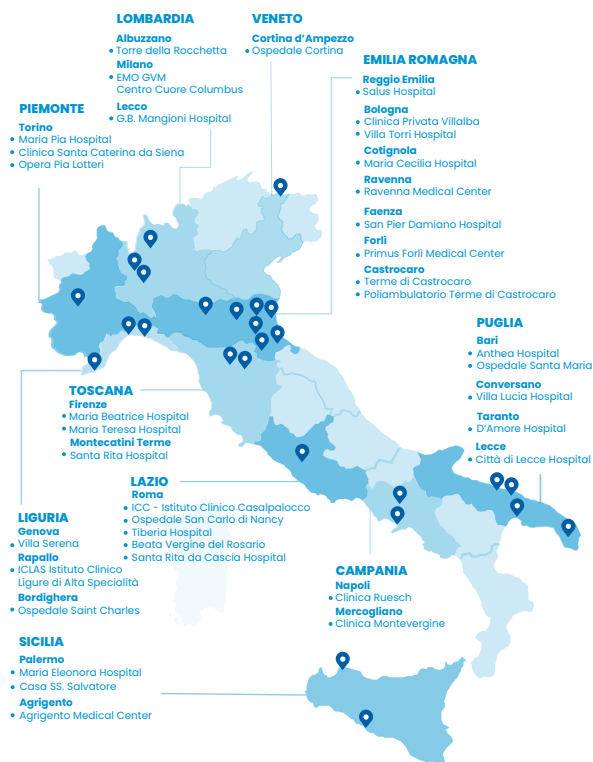 LOMBARDIA
Albuzzano
• Torre della Rocchetta
Milano
• EMO GVM
Centro Cuore Columbus
Lecco
• G.B. Mangioni Hospital
VENETO
Cortina d’Ampezzo
• Ospedale Cortina
EMILIA ROMAGNA
Reggio Emilia
• Salus Hospital
Bologna
• Clinica Privata Villalba
• Villa Torri Hospital
Cotignola
• Maria Cecilia Hospital
Ravenna
• Ravenna Medical Center
Faenza
• San Pier Damiano Hospital
Forlì
• Primus Forlì Medical Center
Castrocaro
• Terme di Castrocaro
• Poliambulatorio Terme di Castrocaro
PIEMONTE
Torino
• Maria Pia Hospital
• Clinica Santa Caterina da Siena
• Opera Pia Lotteri
PUGLIA
Bari
• Anthea Hospital
• Ospedale Santa Maria
Conversano
• Villa Lucia Hospital
Taranto
• D’Amore Hospital
Lecce
• Città di Lecce Hospital
TOSCANA
Firenze
• Maria Beatrice Hospital
• Maria Teresa Hospital
Montecatini Terme
• Santa Rita Hospital
LAZIO
Roma
• ICC - Istituto Clinico Casalpalocco
• Ospedale San Carlo di Nancy
• Tiberia Hospital
• Beata Vergine del Rosario
• Santa Rita da Cascia Hospital
LIGURIA
Genova
• Villa Serena
Rapallo
• ICLAS Istituto Clinico
Ligure di Alta Specialità
Bordighera
• Ospedale Saint Charles
CAMPANIA
Napoli
• Clinica Ruesch
Mercogliano
• Clinica Montevergine
SICILIA
Palermo
• Maria Eleonora Hospital
• Casa SS. Salvatore
Agrigento
• Agrigento Medical Center